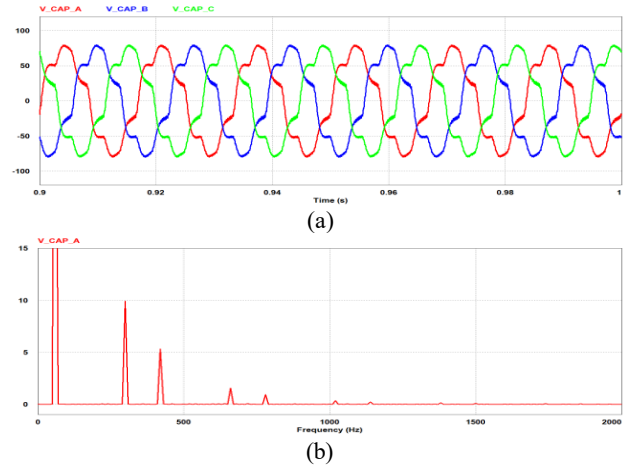 V_CAP_A V_CAP_B V_CAP_C
100
50
0
-50
-100
0.9 0.92 0.94 0.96 0.98 1
Time (s)
(a)
V_CAP_A
15
10
5
0
0 500 1000 1500 2000
Frequency (Hz)
(b)